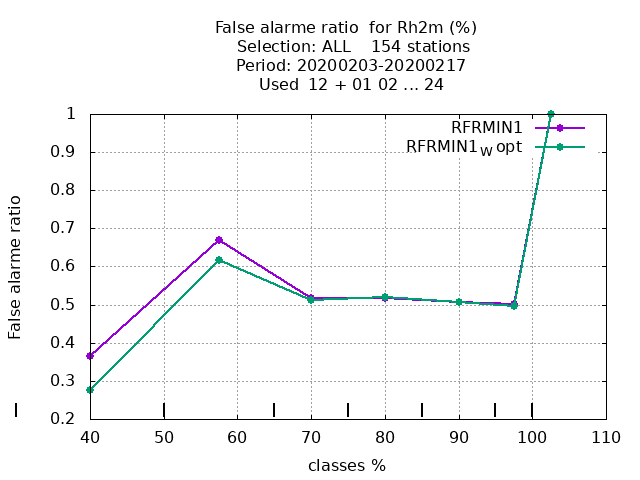 False alarme ratio  for Rh2m (%)
Selection: ALL    154 stations
Period: 20200203-20200217
Used  12 + 01 02 ... 24
RFRMIN1
RFRMIN1W opt
False alarme ratio
1
0.9
0.8
0.7
0.6
0.5
0.4
0.3
0.2
40 50 60 70 80 90 100 110
classes %